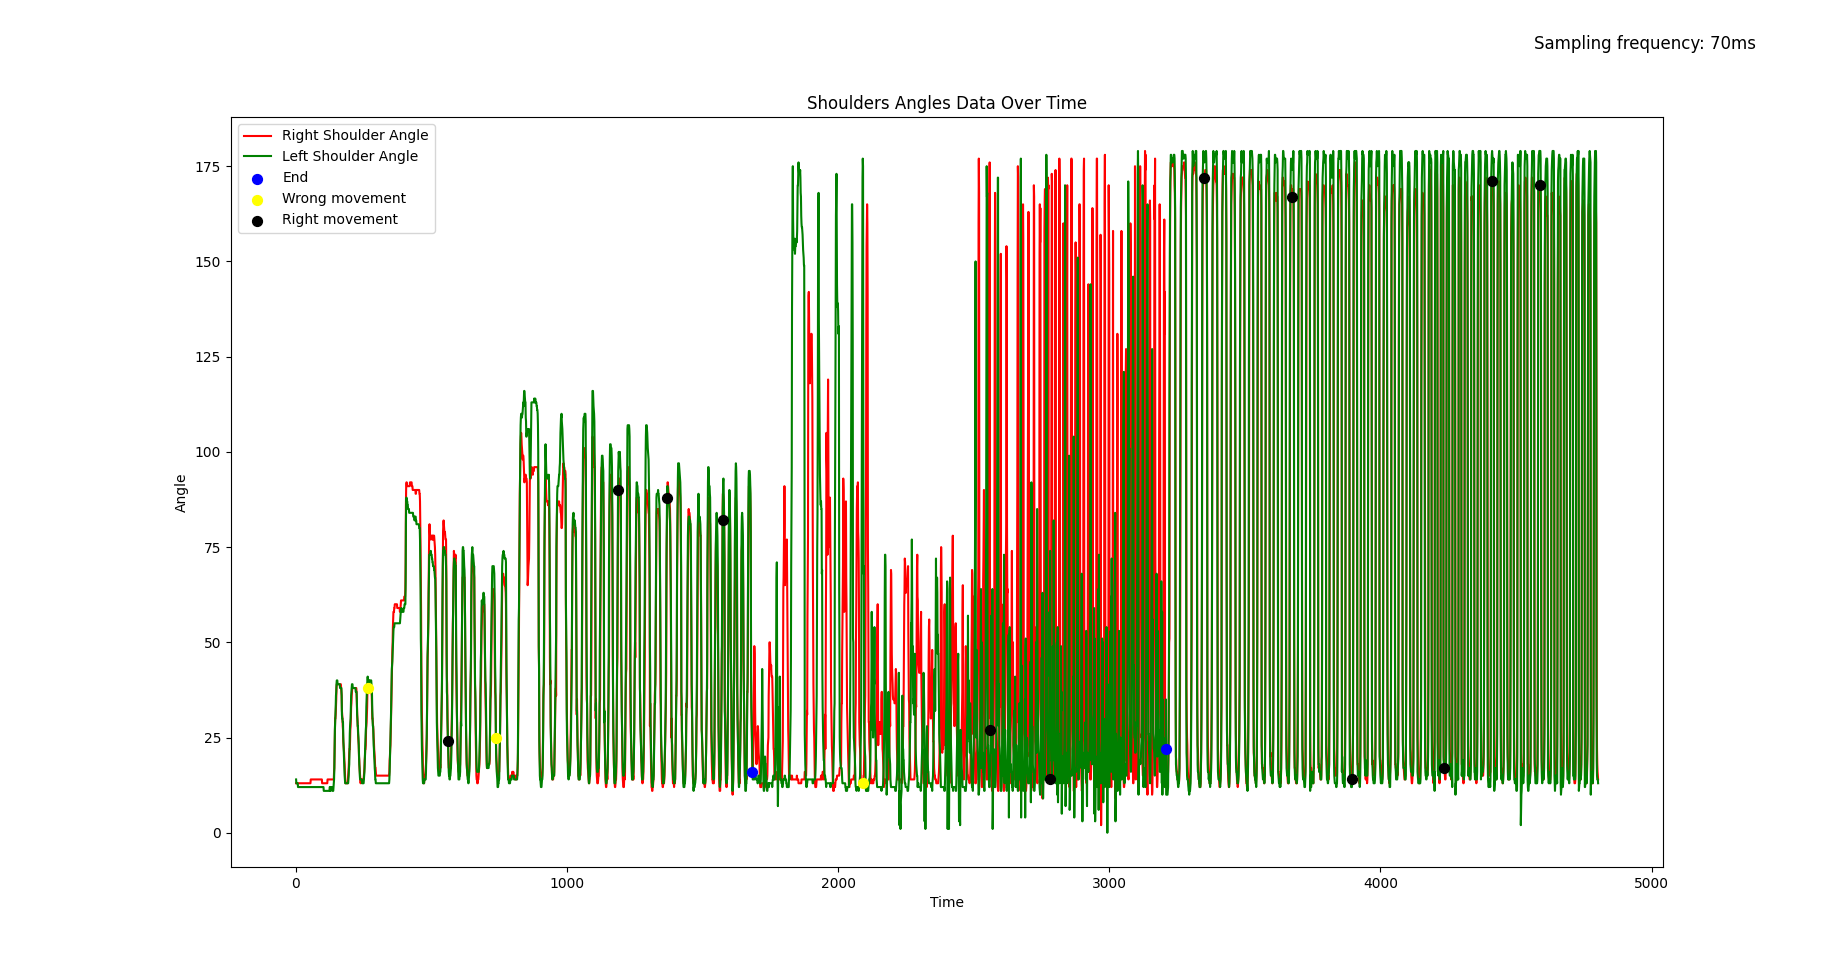 Sampling frequency: 70ms
Shoulders Angles Data Over Time
Right Shoulder Angle
Left Shoulder Angle
End
Wrong movement
Right movement
175
150
125
100
75
50
25
0
Angle
0 1000 2000 3000 4000 5000
Time